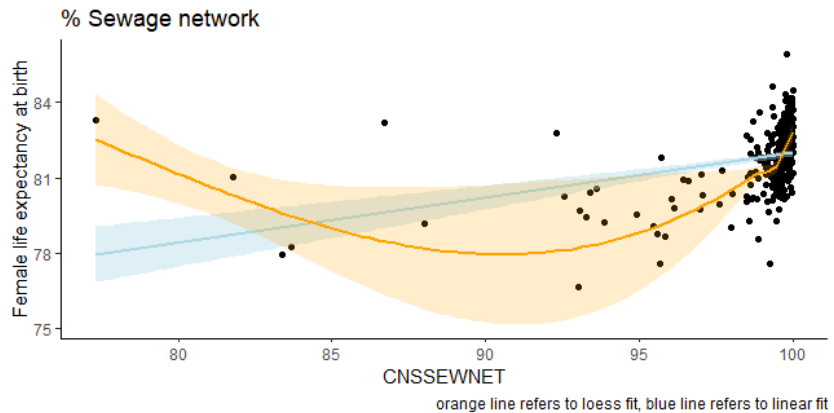 % Sewage network
Female life expectancy at birth
84
81
78
75
80 85 90 95 100
CNSSEWNET
orange line refers to loess fit, blue line refers to linear fit